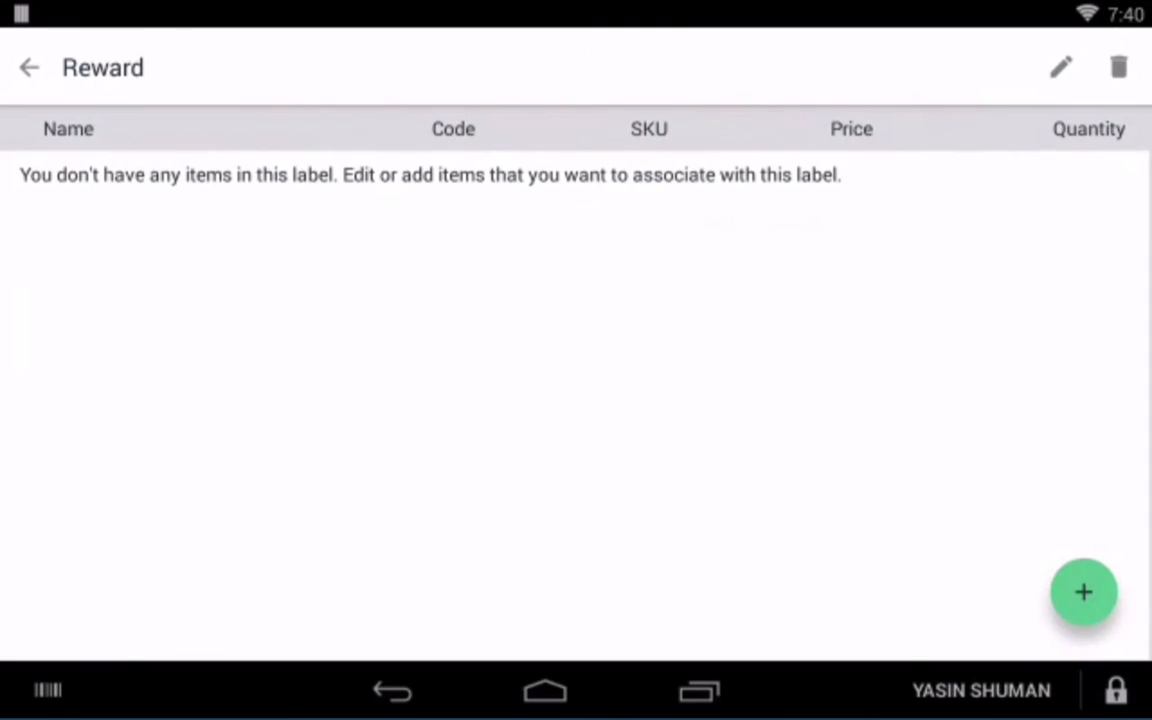 7:40
Reward
Name Code SKU Price Quantity
You don't have any items in this label. Edit or add items that you want to associate with this label.
YASIN SHUMAN